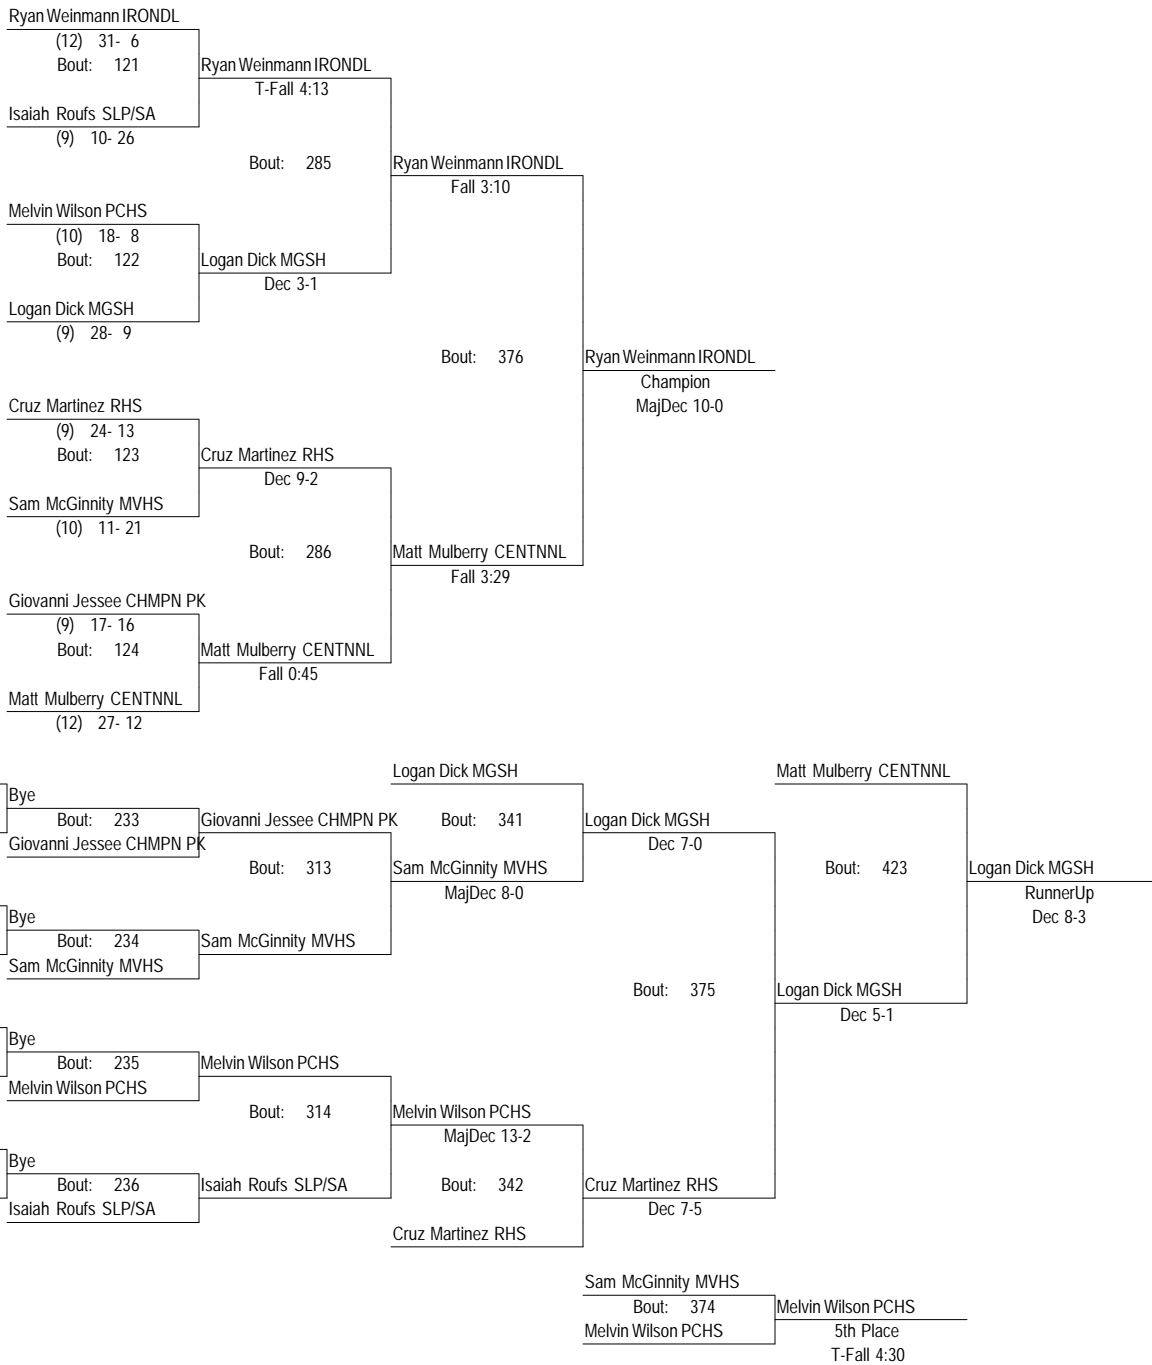 Ryan Weinmann IRONDL
(12) 31- 6
Bout: 121
Ryan Weinmann IRONDL
T-Fall 4:13
Isaiah Roufs SLP/SA
(9) 10- 26
Bout: 285
Ryan Weinmann IRONDL
Fall 3:10
Melvin Wilson PCHS
(10) 18- 8
Bout: 122
Logan Dick MGSH
Dec 3-1
Logan Dick MGSH
(9) 28- 9
Bout: 376
Ryan Weinmann IRONDL
Champion
MajDec 10-0
Cruz Martinez RHS
(9) 24- 13
Bout: 123
Cruz Martinez RHS
Dec 9-2
Sam McGinnity MVHS
(10) 11- 21
Bout: 286
Matt Mulberry CENTNNL
Fall 3:29
Giovanni Jessee CHMPN PK
(9) 17- 16
Bout: 124
Matt Mulberry CENTNNL
Fall 0:45
Matt Mulberry CENTNNL
(12) 27- 12
Logan Dick MGSH
Matt Mulberry CENTNNL
Bye
Bout: 233
Giovanni Jessee CHMPN PK
Bout: 341
Logan Dick MGSH
Dec 7-0
Giovanni Jessee CHMPN PK
Bout: 313
Sam McGinnity MVHS
MajDec 8-0
Bout: 423
Logan Dick MGSH
RunnerUp
Dec 8-3
Bye
Bout: 234
Sam McGinnity MVHS
Sam McGinnity MVHS
Bout: 375
Logan Dick MGSH
Dec 5-1
Bye
Bout: 235
Melvin Wilson PCHS
Melvin Wilson PCHS
Bout: 314
Melvin Wilson PCHS
MajDec 13-2
Bye
Bout: 236
Isaiah Roufs SLP/SA
Bout: 342
Cruz Martinez RHS
Dec 7-5
Isaiah Roufs SLP/SA
Cruz Martinez RHS
Sam McGinnity MVHS
Bout: 374
Melvin Wilson PCHS
Melvin Wilson PCHS
5th Place
T-Fall 4:30